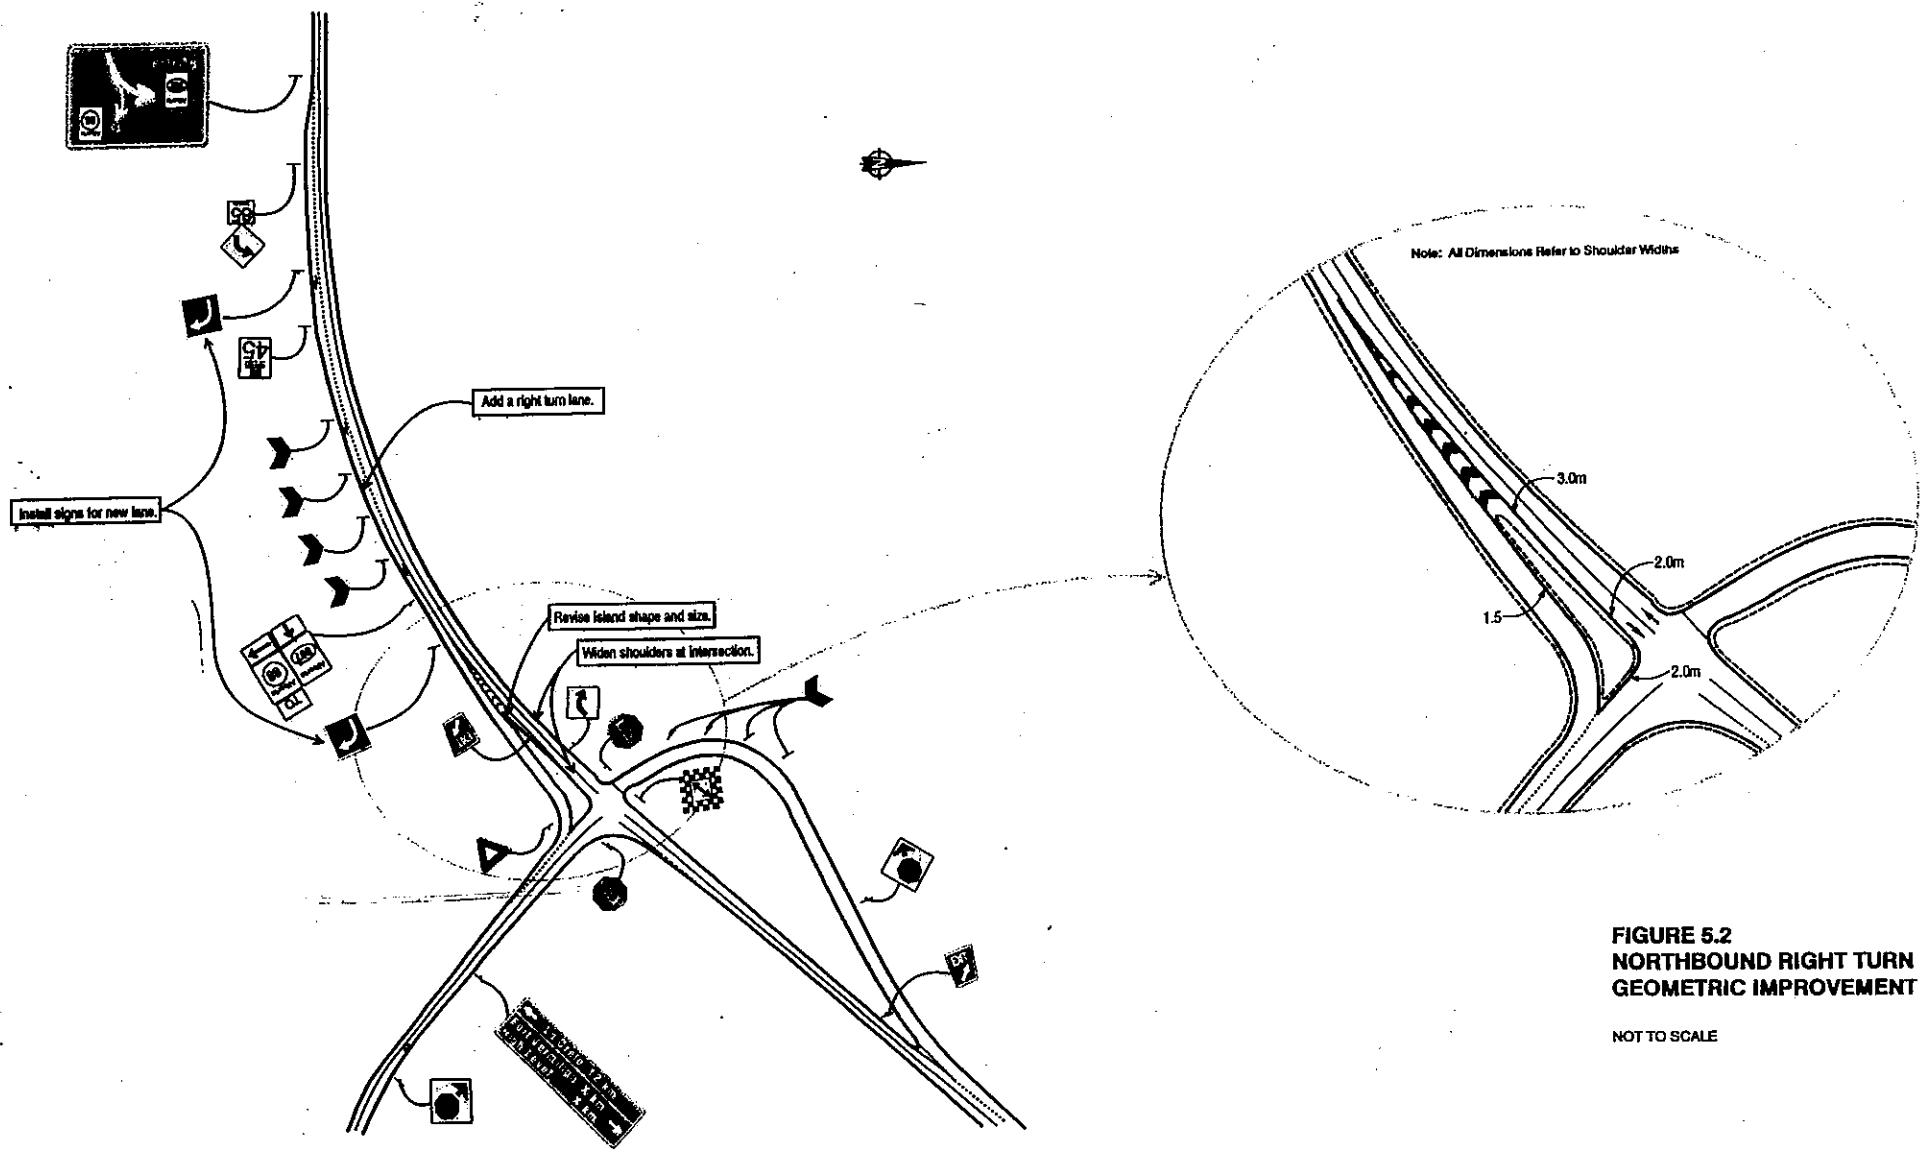 Note: All Dimensions Refer to Shoulder Widths
65
45
Add a right turn lane.
Install signs for new lane.
3.0m
2.0m
1.5
2.0m
Revise island shape and size.
Widen shoulders at intersection.
TO
FIGURE 5.2
NORTHBOUND RIGHT TURN
GEOMETRIC IMPROVEMENT
NOT TO SCALE